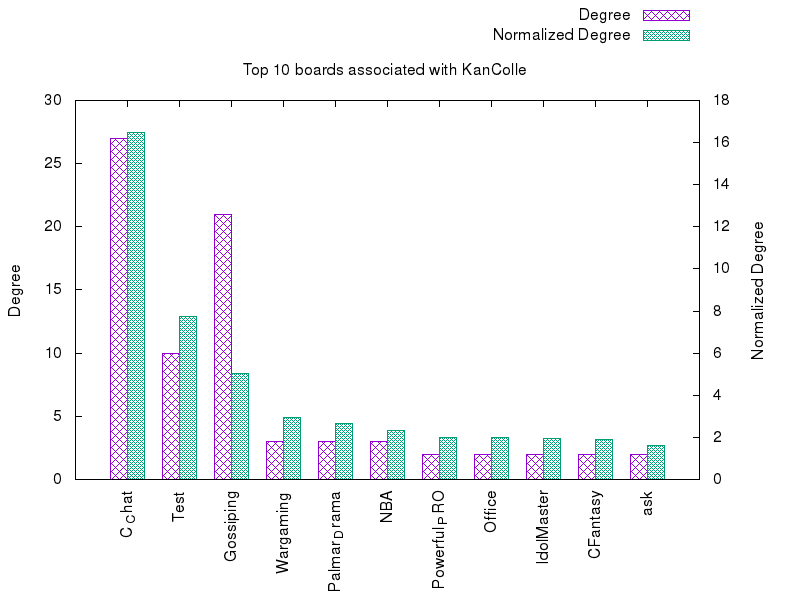 Degree
Normalized Degree
Top 10 boards associated with KanColle
30
25
20
15
10
5
0
18
16
14
12
10
8
6
4
2
0
Degree
Normalized Degree
C_Chat
Test
Gossiping
Wargaming
Palmar_Drama
NBA
Powerful_PRO
Office
IdolMaster
CFantasy
ask